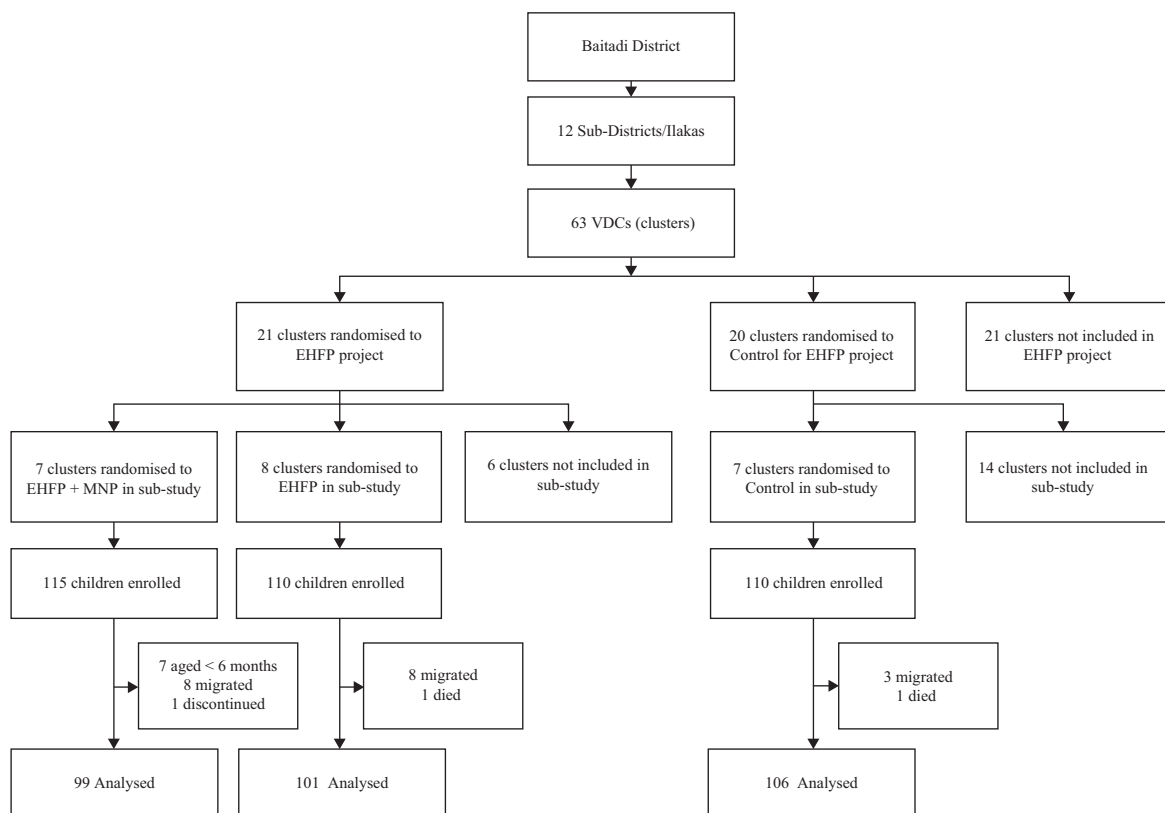 Baitadi District
12 Sub-Districts/Ilakas
63 VDCs (clusters)
21 clusters randomised to
EHFP project
20 clusters randomised to
Control for EHFP project
21 clusters not included in
EHFP project
7 clusters randomised to
EHFP + MNP in sub-study
8 clusters randomised to
EHFP in sub-study
6 clusters not included in
sub-study
7 clusters randomised to
Control in sub-study
14 clusters not included in
sub-study
115 children enrolled
110 children enrolled
110 children enrolled
7 aged < 6 months
8 migrated
1 discontinued
8 migrated
1 died
3 migrated
1 died
99 Analysed
101 Analysed
106 Analysed